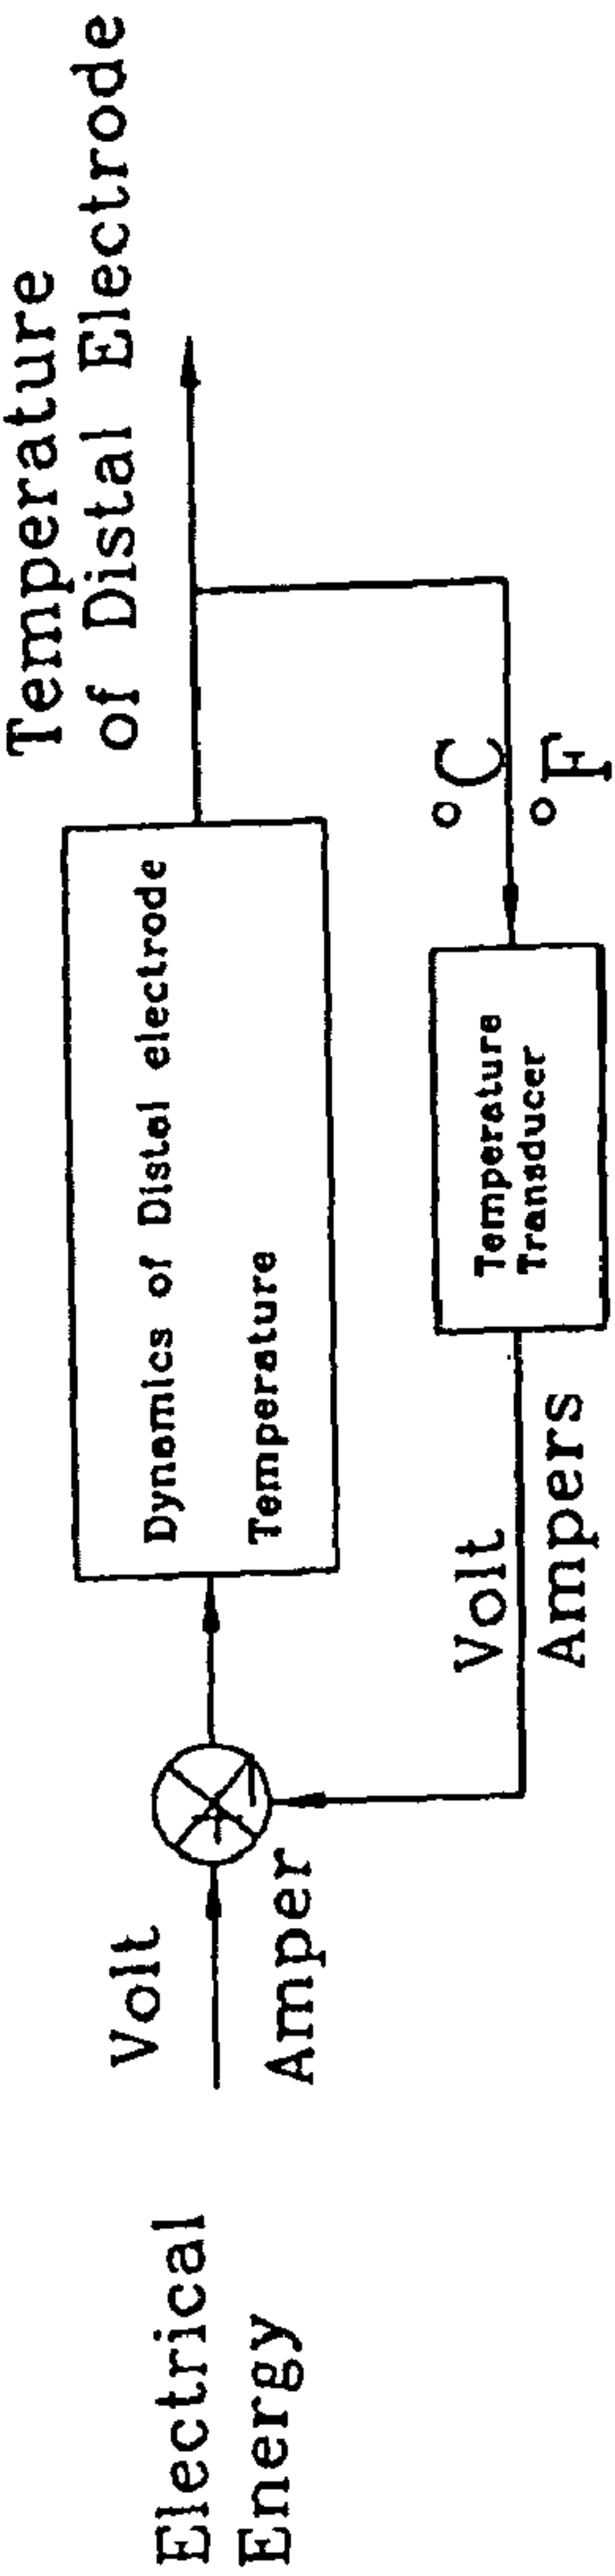 Electrical
Energy
Volt
Amper
+
−
Dynamics of Distal electrode
Temperature
Temperature
of Distal Electrode
°C
°F
Temperature
Transducer
Volt
Ampers